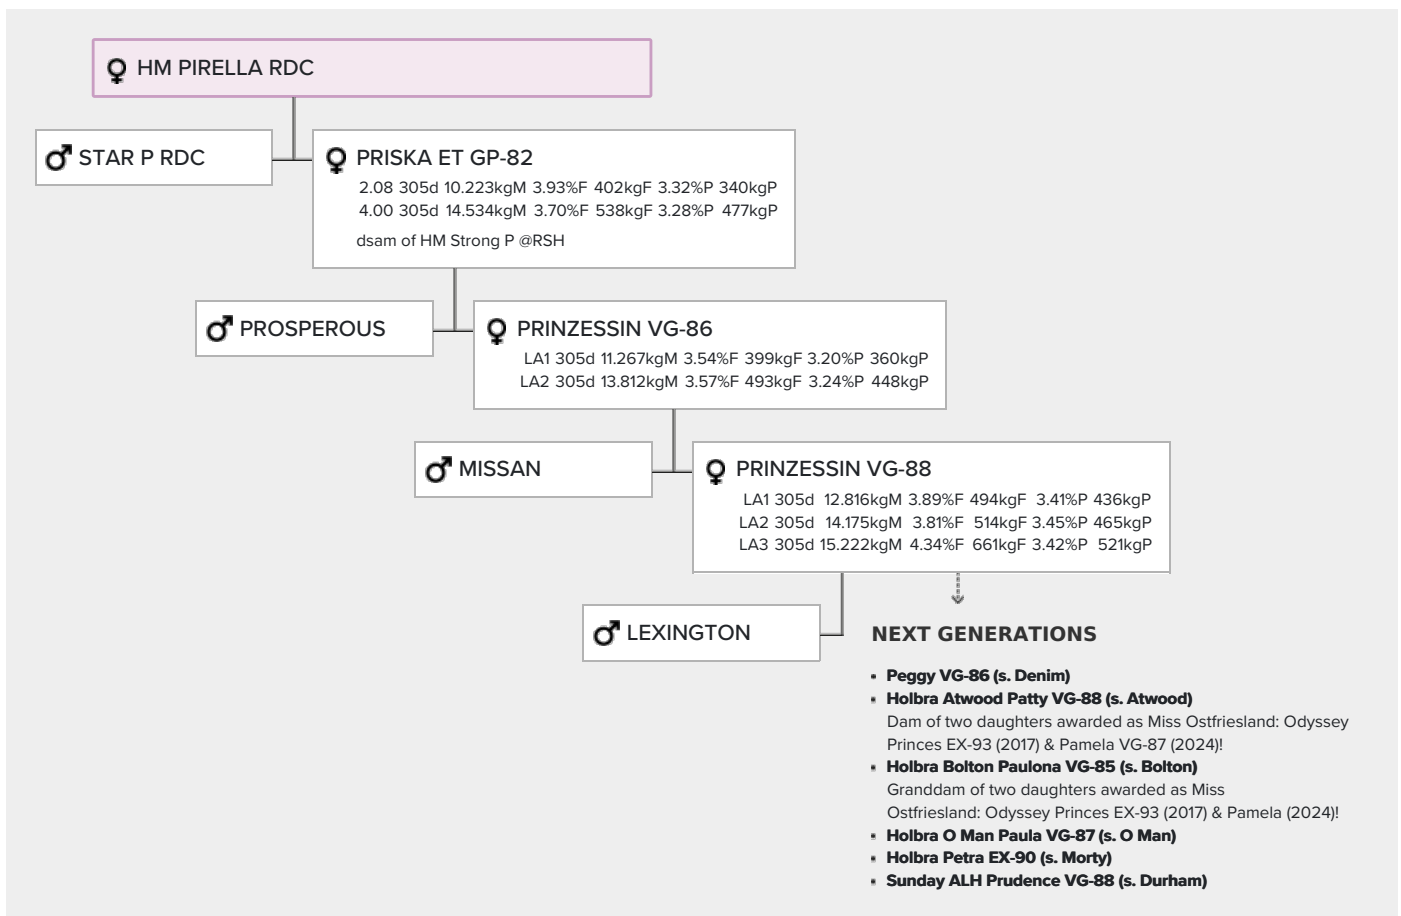 HM PIRELLA RDC
STAR P RDC
PRISKA ET GP-82
2.08 305d 10.223kgM 3.93%F 402kgF 3.32%P 340kgP
4.00 305d 14.534kgM 3.70%F 538kgF 3.28%P 477kgP
dsam of HM Strong P @RSH
PROSPEROUS
PRINZESSIN VG-86
LA1 305d 11.267kgM 3.54%F 399kgF 3.20%P 360kgP
LA2 305d 13.812kgM 3.57%F 493kgF 3.24%P 448kgP
MISSAN
PRINZESSIN VG-88
LA1 305d 12.816kgM 3.89%F 494kgF 3.41%P 436kgP
LA2 305d 14.175kgM 3.81%F 514kgF 3.45%P 465kgP
LA3 305d 15.222kgM 4.34%F 661kgF 3.42%P 521kgP
LEXINGTON
NEXT GENERATIONS
Peggy VG-86 (s. Denim)
Holbra Atwood Patty VG-88 (s. Atwood)
Dam of two daughters awarded as Miss Ostfriesland: Odyssey
Princes EX-93 (2017) & Pamela VG-87 (2024)!
Holbra Bolton Paulona VG-85 (s. Bolton)
Granddam of two daughters awarded as Miss
Ostfriesland: Odyssey Princes EX-93 (2017) & Pamela (2024)!
Holbra O Man Paula VG-87 (s. O Man)
Holbra Petra EX-90 (s. Morty)
Sunday ALH Prudence VG-88 (s. Durham)